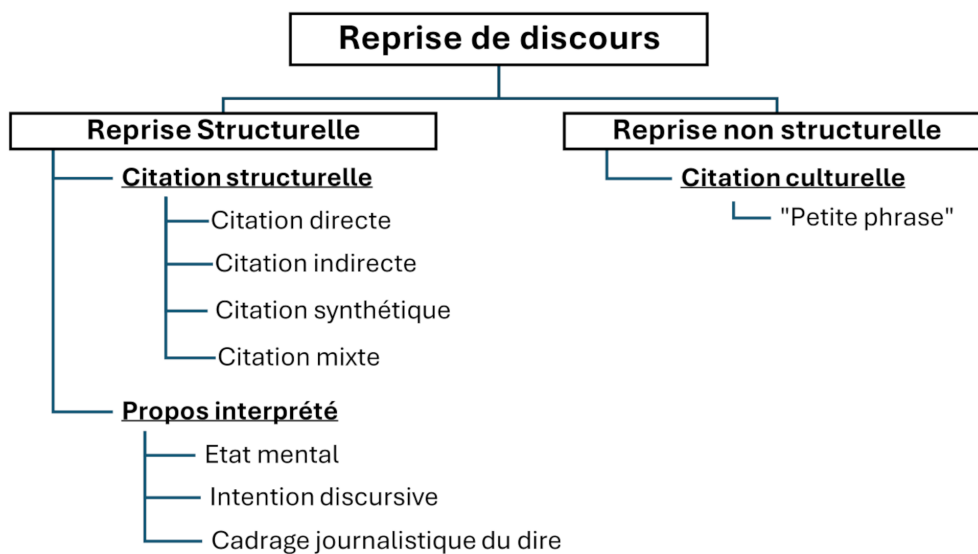 Reprise de discours
Reprise Structurelle
Citation structurelle
Citation directe
Citation indirecte
Citation synthétique
Citation mixte
Propos interprété
Etat mental
Intention discursive
Cadrage journalistique du dire
Reprise non structurelle
Citation culturelle
"Petite phrase"